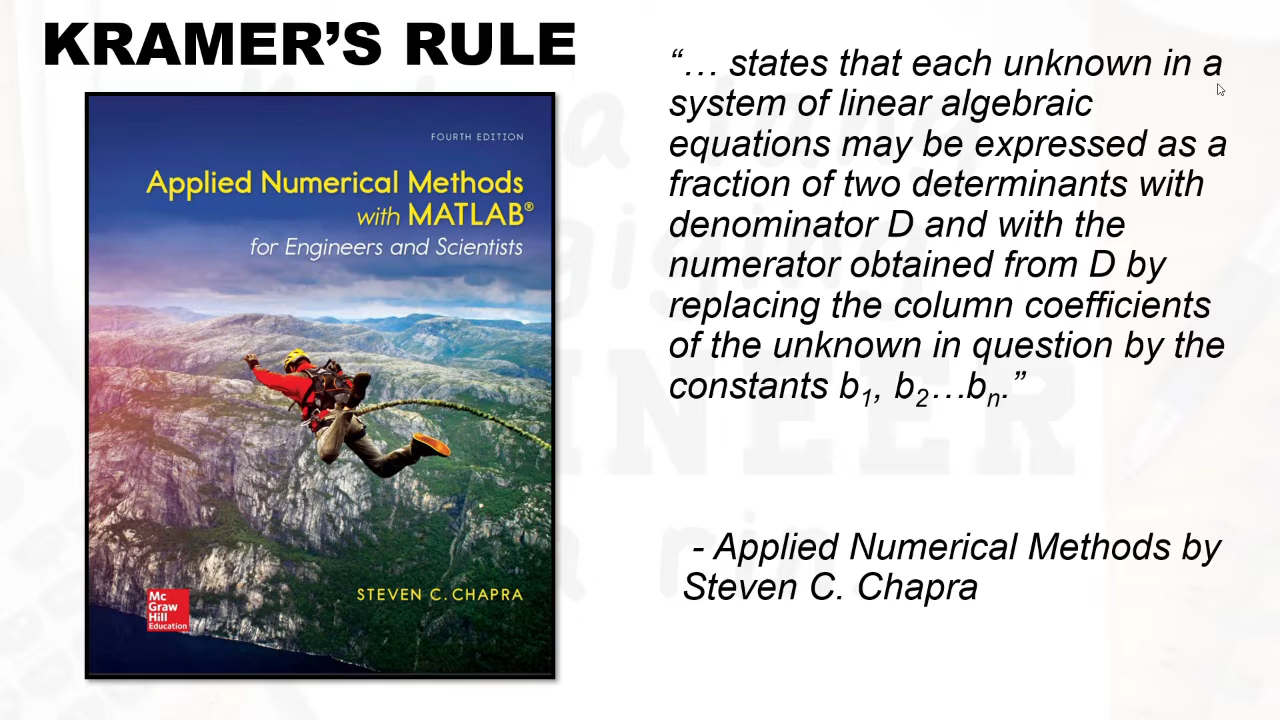 KRAMER’S RULE
FOURTH EDITION
Applied Numerical Methods
with MATLAB®
for Engineers and Scientists
STEVEN C. CHAPRA
Mc
Graw
Hill
Education
“… states that each unknown in a
system of linear algebraic
equations may be expressed as a
fraction of two determinants with
denominator D and with the
numerator obtained from D by
replacing the column coefficients
of the unknown in question by the
constants b1, b2…bn.”
- Applied Numerical Methods by
Steven C. Chapra